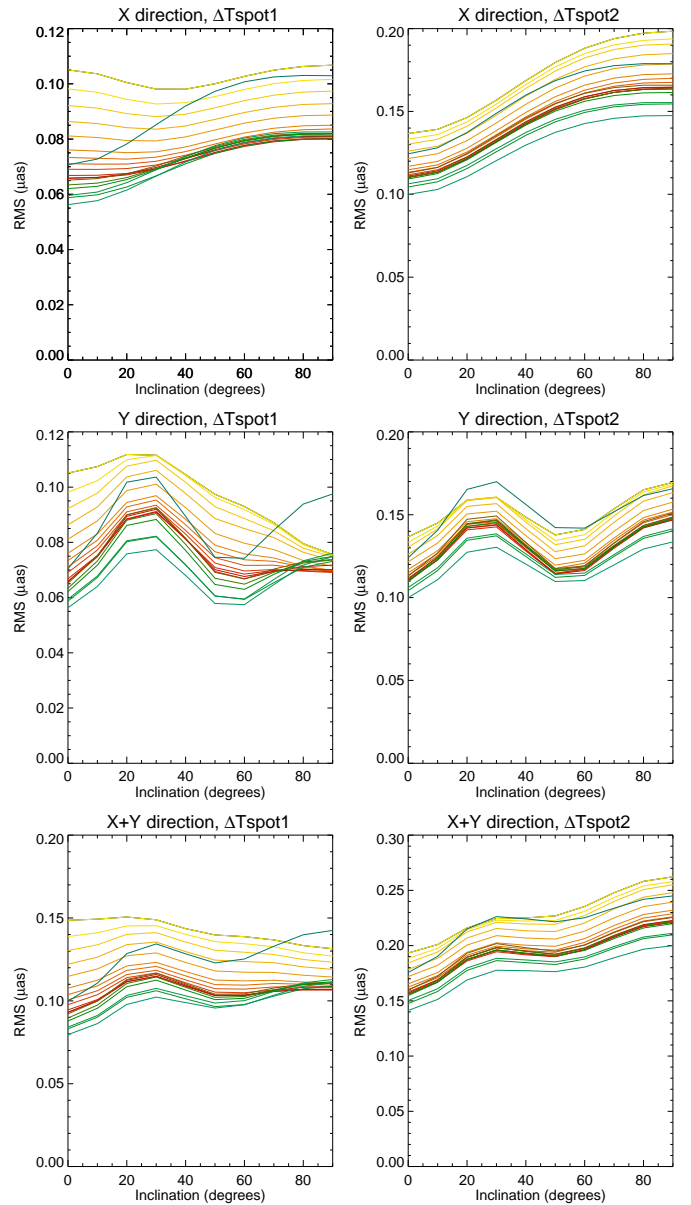 X direction, ΔTspot1
X direction, ΔTspot2
0.12
0.10
0.08
0.06
0.04
0.02
0.00
RMS (μas)
0 20 40 60 80
Inclination (degrees)
0.20
0.15
0.10
0.05
0.00
RMS (μas)
0 20 40 60 80
Inclination (degrees)
Y direction, ΔTspot1
Y direction, ΔTspot2
0.12
0.10
0.08
0.06
0.04
0.02
0.00
RMS (μas)
0 20 40 60 80
Inclination (degrees)
0.20
0.15
0.10
0.05
0.00
RMS (μas)
0 20 40 60 80
Inclination (degrees)
X+Y direction, ΔTspot1
X+Y direction, ΔTspot2
0.20
0.15
0.10
0.05
0.00
RMS (μas)
0 20 40 60 80
Inclination (degrees)
0.30
0.25
0.20
0.15
0.10
0.05
0.00
RMS (μas)
0 20 40 60 80
Inclination (degrees)